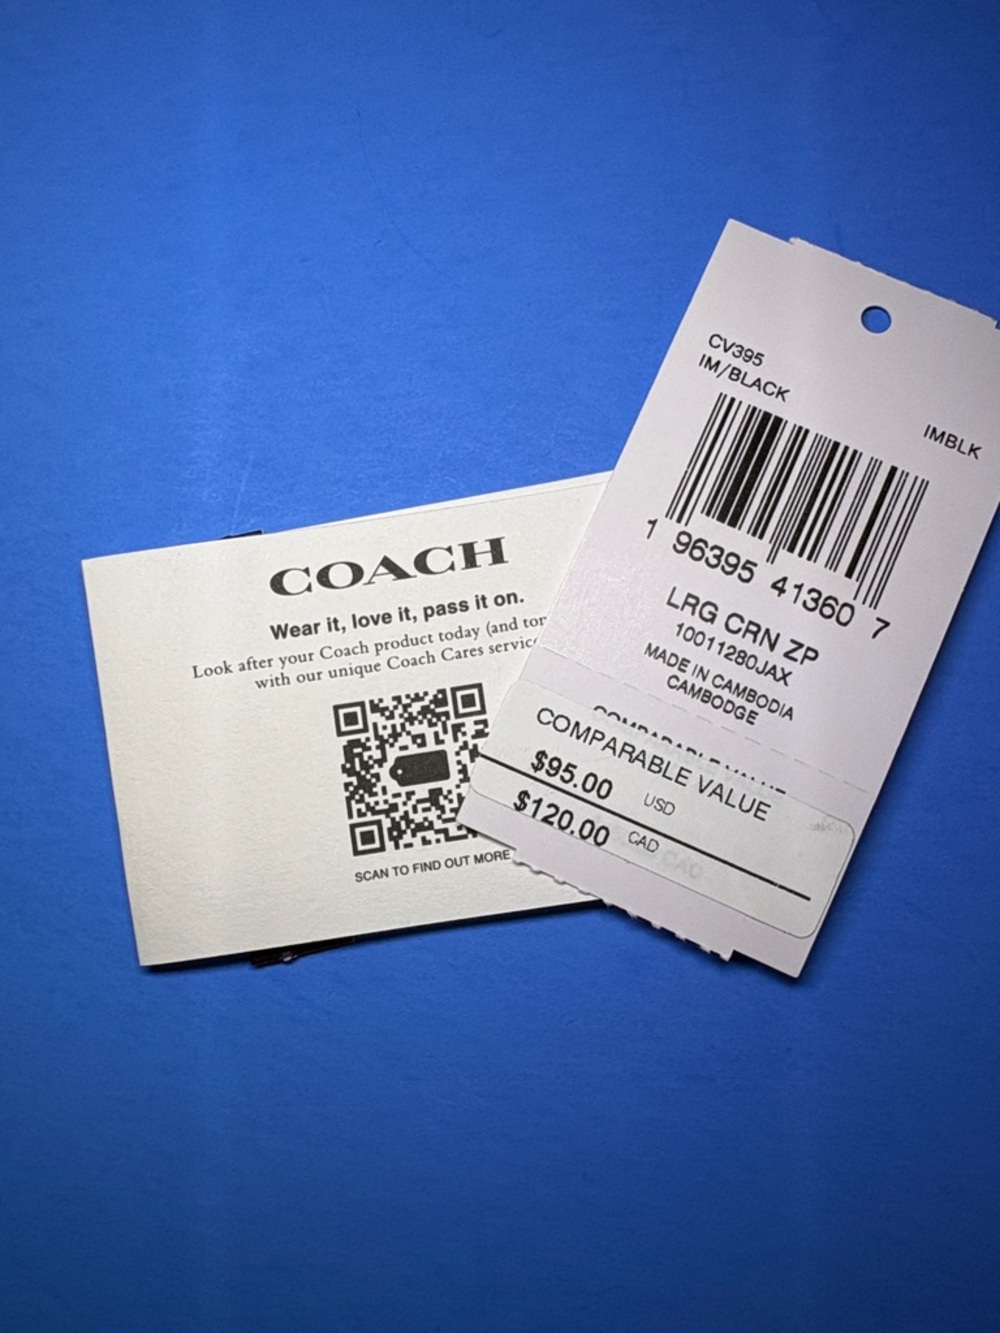 COACH
Wear it, love it, pass it on.
Look after your Coach product today (and
with our unique Coach Cares
SCAN TO FIND OUT MORE
CV395
IM/BLACK
IMBLK
1 96395 41360 7
LRG CRN ZP
10011280JAX
MADE IN CAMBODIA
CAMBODGE
COMPARABLE VALUE
COMPARABLE VALUE
$95.00 USD
$120.00 CAD